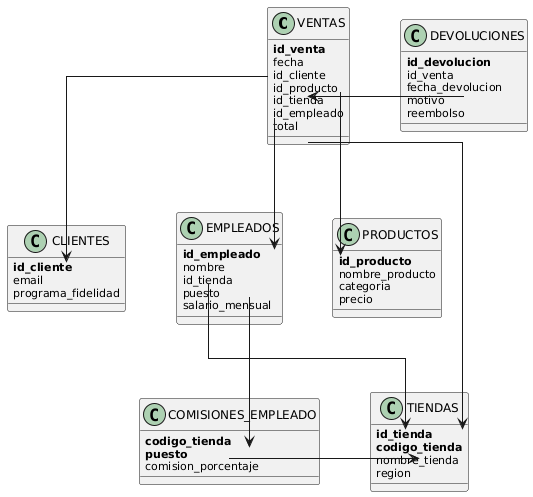 C VENTAS
id_venta
fecha
id_cliente
id_producto
id_tienda
id_empleado
total
C DEVOLUCIONES
id_devolucion
id_venta
fecha_devolucion
motivo
reembolso
C CLIENTES
id_cliente
email
programa_fidelidad
C EMPLEADOS
id_empleado
nombre
id_tienda
puesto
salario_mensual
C PRODUCTOS
id_producto
nombre_producto
categoria
precio
C COMISIONES_EMPLEADO
codigo_tienda
puesto
comision_porcentaje
C TIENDAS
id_tienda
codigo_tienda
nombre_tienda
region